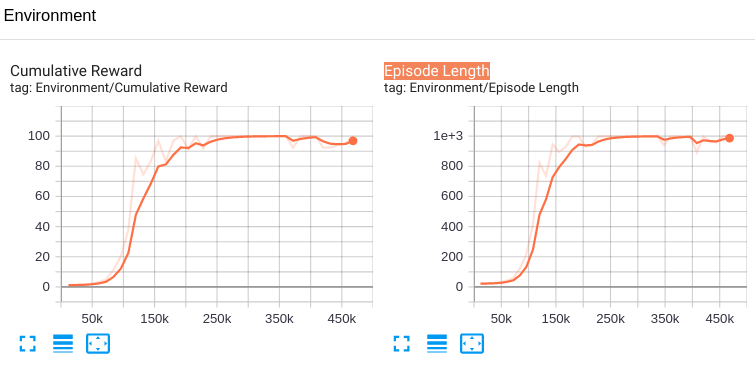 Environment
Cumulative Reward
tag: Environment/Cumulative Reward
100
80
60
40
20
0
50k 150k 250k 350k 450k
Episode Length
tag: Environment/Episode Length
1e+3
800
600
400
200
0
50k 150k 250k 350k 450k